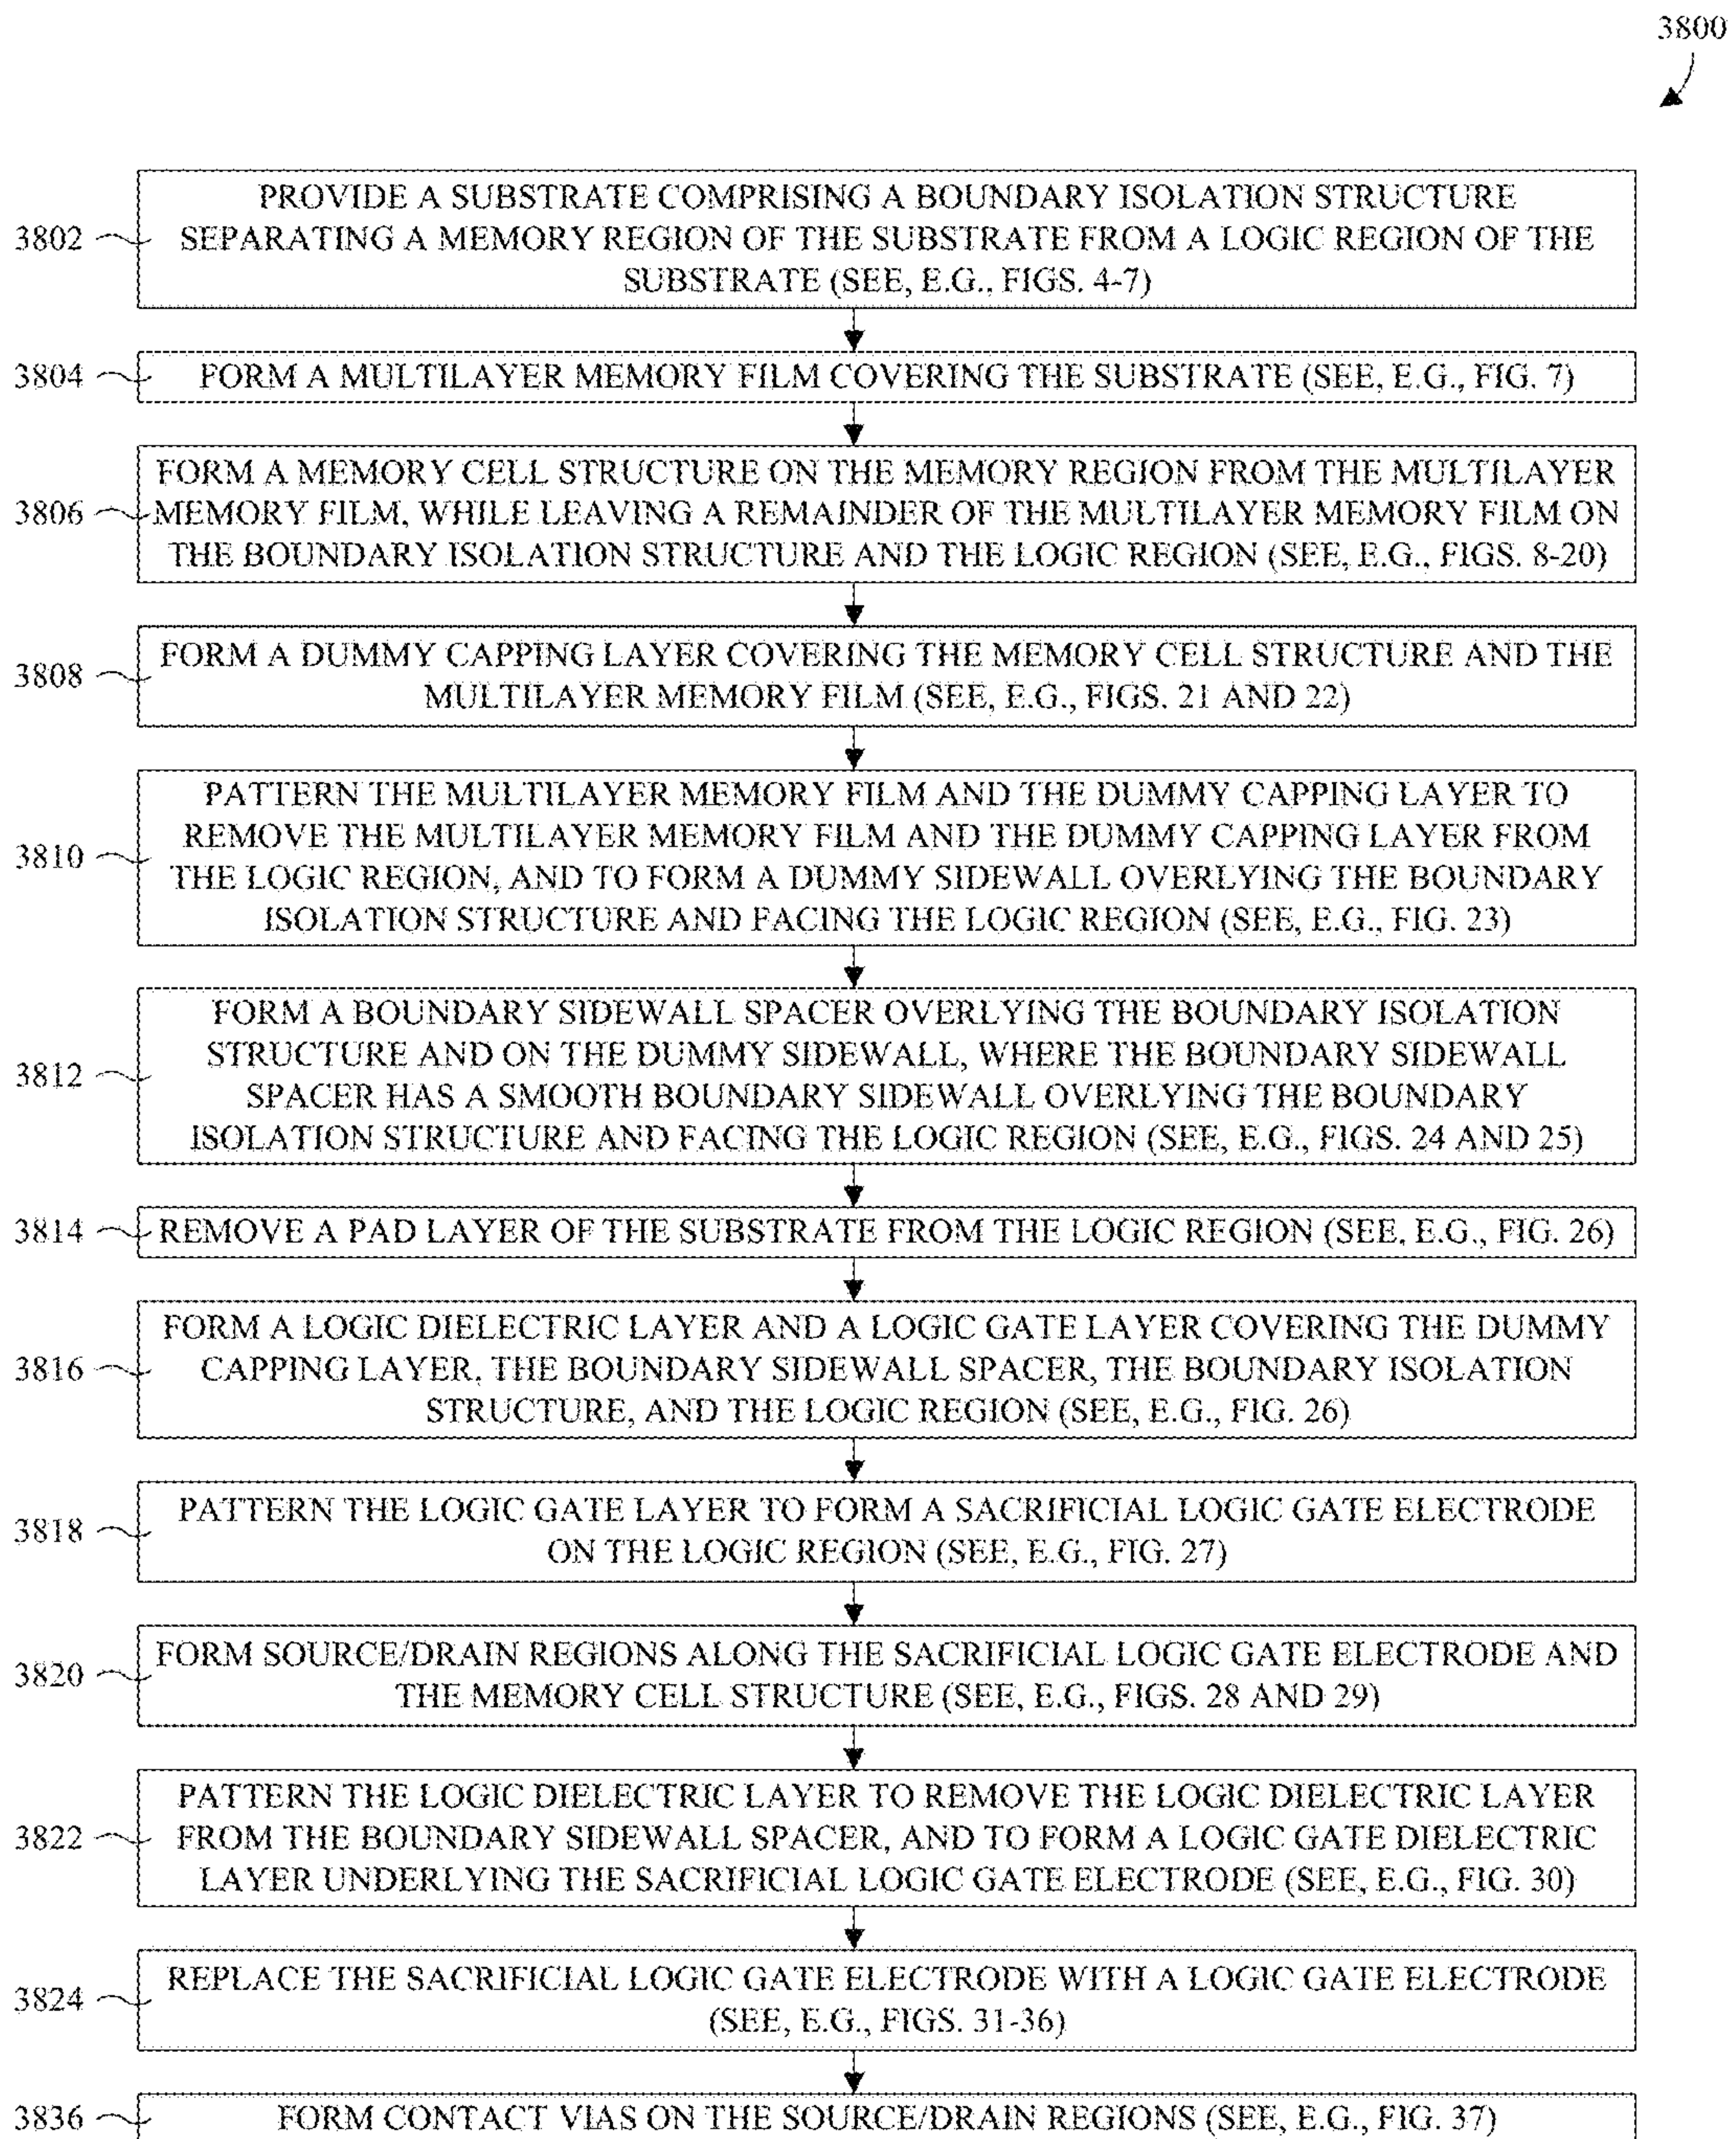 3800
3802
PROVIDE A SUBSTRATE COMPRISING A BOUNDARY ISOLATION STRUCTURE
SEPARATING A MEMORY REGION OF THE SUBSTRATE FROM A LOGIC REGION OF THE
SUBSTRATE (SEE, E.G., FIGS. 4-7)
3804
FORM A MULTILAYER MEMORY FILM COVERING THE SUBSTRATE (SEE, E.G., FIG. 7)
3806
FORM A MEMORY CELL STRUCTURE ON THE MEMORY REGION FROM THE MULTILAYER
MEMORY FILM, WHILE LEAVING A REMAINDER OF THE MULTILAYER MEMORY FILM ON
THE BOUNDARY ISOLATION STRUCTURE AND THE LOGIC REGION (SEE, E.G., FIGS. 8-20)
3808
FORM A DUMMY CAPPING LAYER COVERING THE MEMORY CELL STRUCTURE AND THE
MULTILAYER MEMORY FILM (SEE, E.G., FIGS. 21 AND 22)
3810
PATTERN THE MULTILAYER MEMORY FILM AND THE DUMMY CAPPING LAYER TO
REMOVE THE MULTILAYER MEMORY FILM AND THE DUMMY CAPPING LAYER FROM
THE LOGIC REGION, AND TO FORM A DUMMY SIDEWALL OVERLYING THE BOUNDARY
ISOLATION STRUCTURE AND FACING THE LOGIC REGION (SEE, E.G., FIG. 23)
3812
FORM A BOUNDARY SIDEWALL SPACER OVERLYING THE BOUNDARY ISOLATION
STRUCTURE AND ON THE DUMMY SIDEWALL, WHERE THE BOUNDARY SIDEWALL
SPACER HAS A SMOOTH BOUNDARY SIDEWALL OVERLYING THE BOUNDARY
ISOLATION STRUCTURE AND FACING THE LOGIC REGION (SEE, E.G., FIGS. 24 AND 25)
3814
REMOVE A PAD LAYER OF THE SUBSTRATE FROM THE LOGIC REGION (SEE, E.G., FIG. 26)
3816
FORM A LOGIC DIELECTRIC LAYER AND A LOGIC GATE LAYER COVERING THE DUMMY
CAPPING LAYER, THE BOUNDARY SIDEWALL SPACER, THE BOUNDARY ISOLATION
STRUCTURE, AND THE LOGIC REGION (SEE, E.G., FIG. 26)
3818
PATTERN THE LOGIC GATE LAYER TO FORM A SACRIFICIAL LOGIC GATE ELECTRODE
ON THE LOGIC REGION (SEE, E.G., FIG. 27)
3820
FORM SOURCE/DRAIN REGIONS ALONG THE SACRIFICIAL LOGIC GATE ELECTRODE AND
THE MEMORY CELL STRUCTURE (SEE, E.G., FIGS. 28 AND 29)
3822
PATTERN THE LOGIC DIELECTRIC LAYER TO REMOVE THE LOGIC DIELECTRIC LAYER
FROM THE BOUNDARY SIDEWALL SPACER, AND TO FORM A LOGIC GATE DIELECTRIC
LAYER UNDERLYING THE SACRIFICIAL LOGIC GATE ELECTRODE (SEE, E.G., FIG. 30)
3824
REPLACE THE SACRIFICIAL LOGIC GATE ELECTRODE WITH A LOGIC GATE ELECTRODE
(SEE, E.G., FIGS. 31-36)
3836
FORM CONTACT VIAS ON THE SOURCE/DRAIN REGIONS (SEE, E.G., FIG. 37)